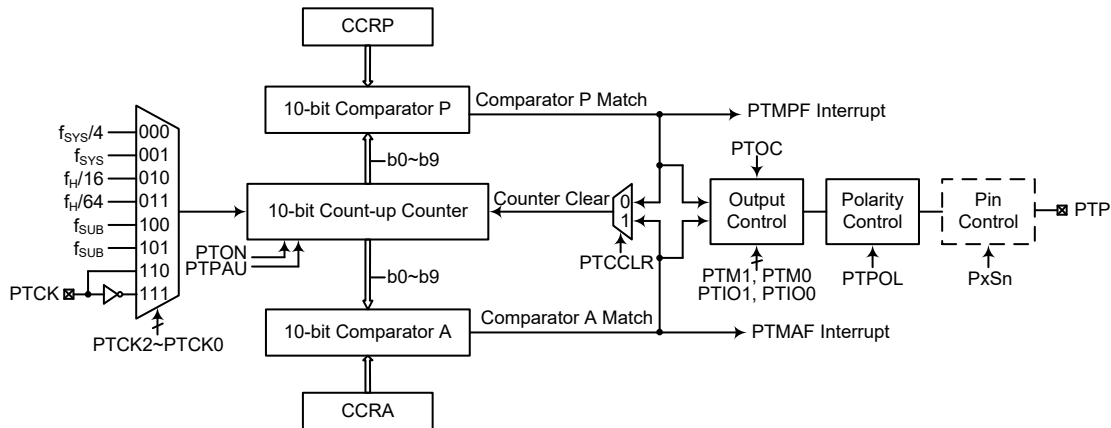 CCRP
10-bit Comparator P
Comparator P Match
PTMPF Interrupt
b0~b9
fSYS/4
fSYS
fH/16
fH/64
fSUB
fSUB
000
001
010
011
100
101
110
111
PTCK
PTCK2~PTCK0
10-bit Count-up Counter
PTON
PTPAU
Counter Clear
0
1
PTCCLR
PTOC
Output
Control
PTM1, PTM0
PTIO1, PTIO0
Polarity
Control
PTPOL
Pin
Control
PxSn
PTP
b0~b9
10-bit Comparator A
Comparator A Match
PTMAF Interrupt
CCRA